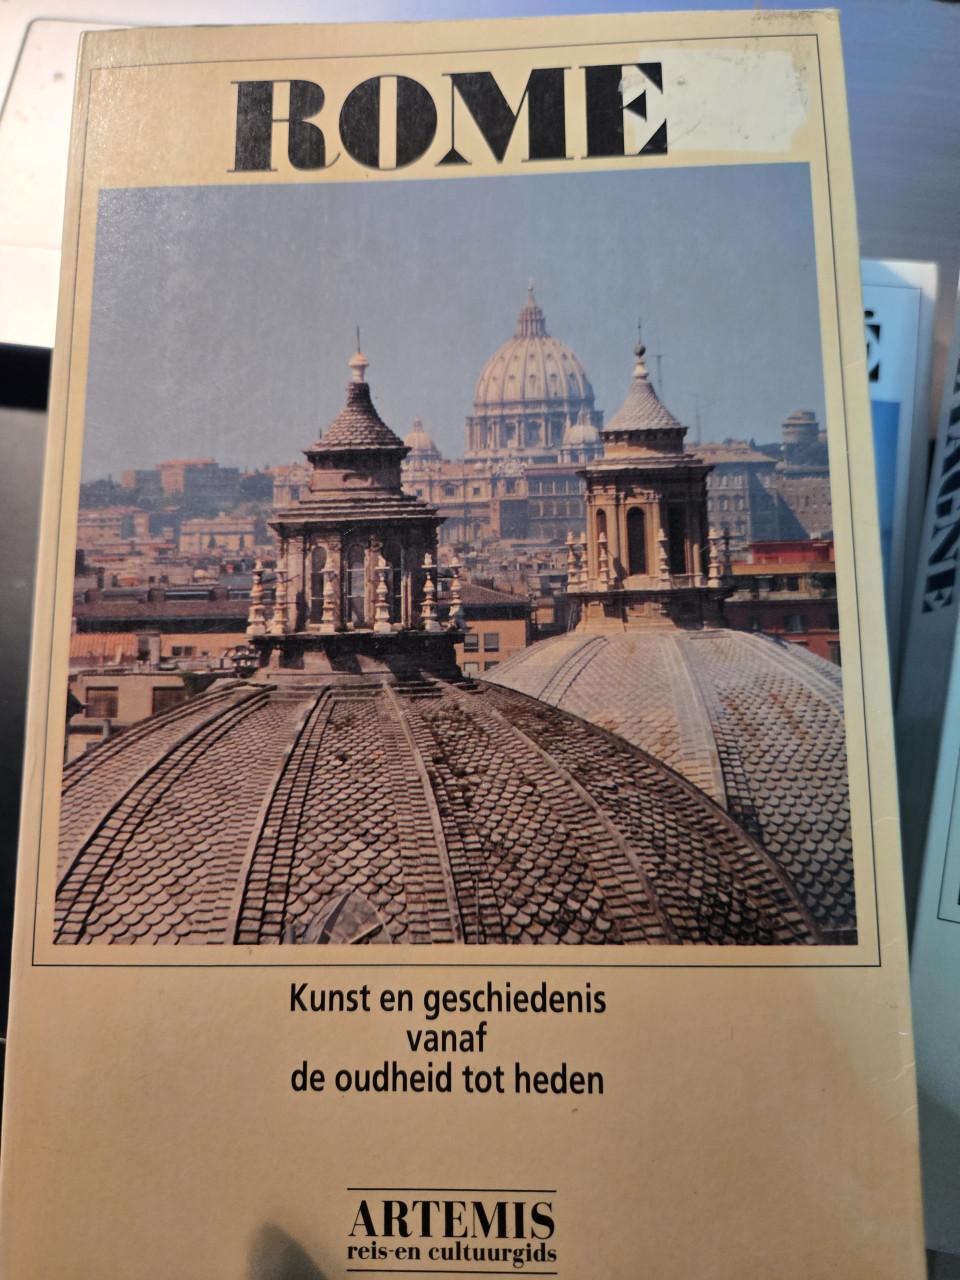 ROME
Kunst en geschiedenis
vanaf
de oudheid tot heden
ARTEMIS
reis-en cultuurgids